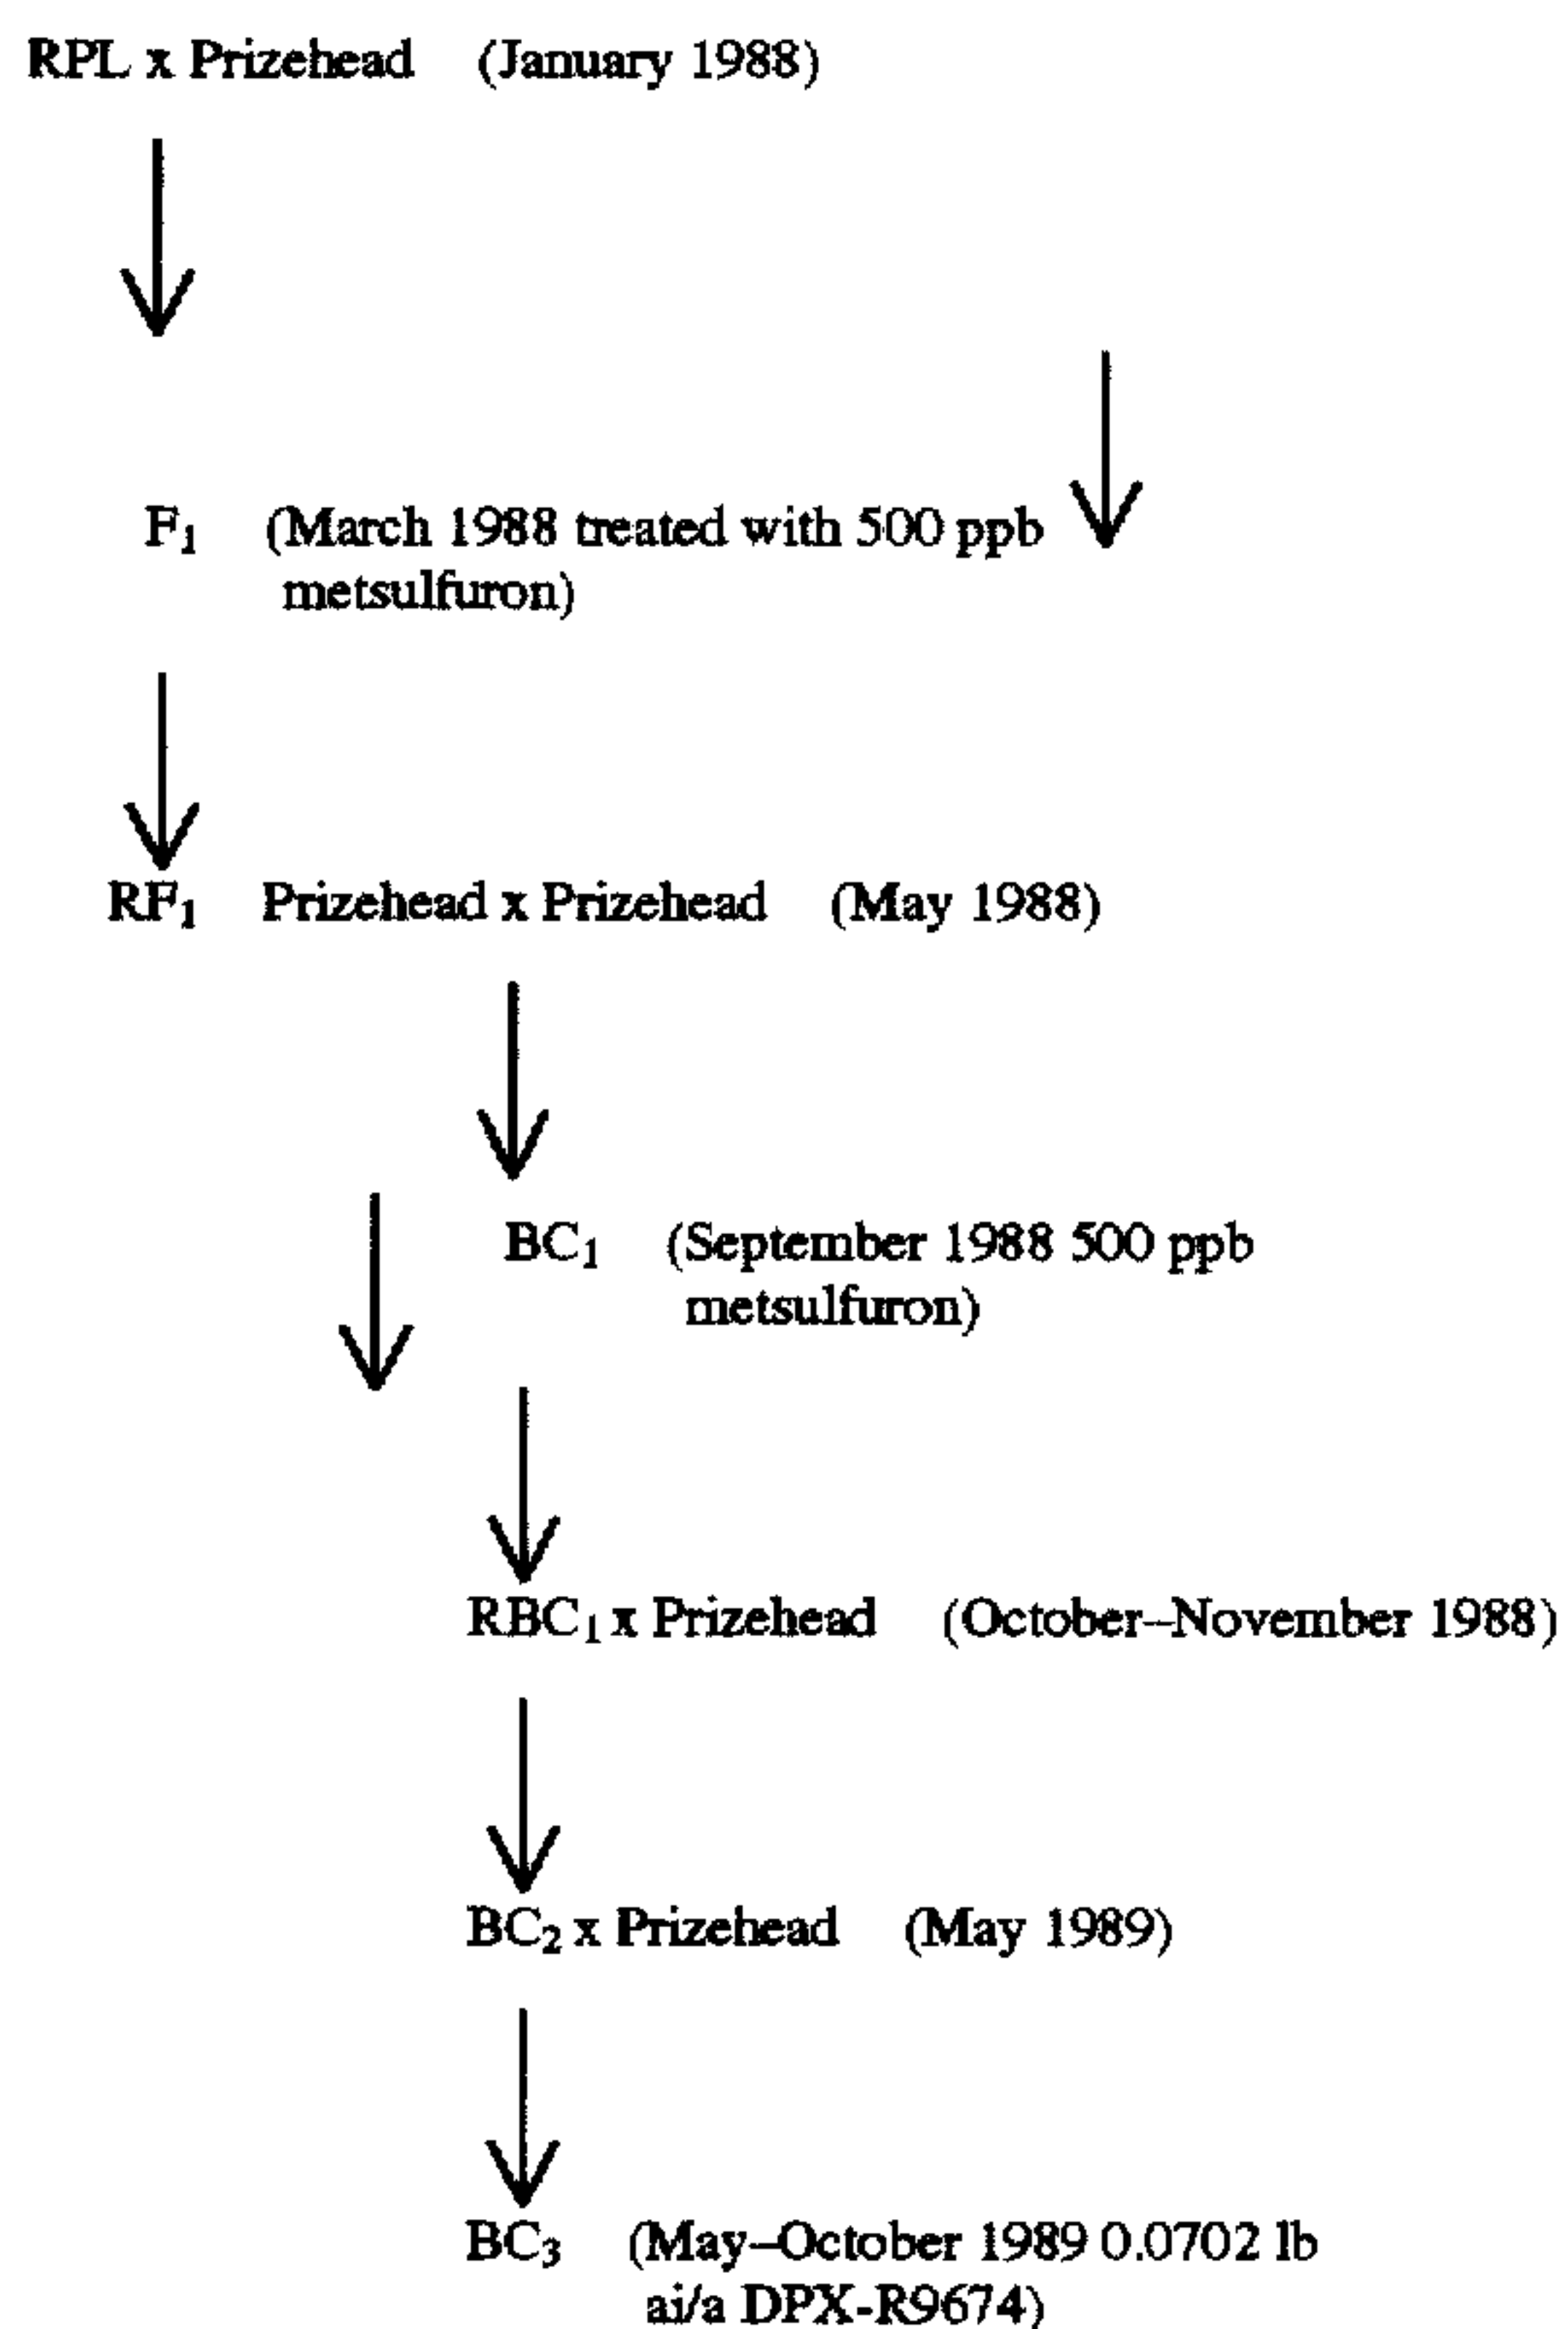 RPL x Prizehead (January 1988)
F₁ (March 1988 treated with 500 ppb
metsulfuron)
RF₁ Prizehead x Prizehead (May 1988)
BC₁ (September 1988 500 ppb
metsulfuron)
RBC₁ x Prizehead (October–November 1988)
BC₂ x Prizehead (May 1989)
BC₃ (May–October 1989 0.0702 lb
ai/a DPX-R9674)